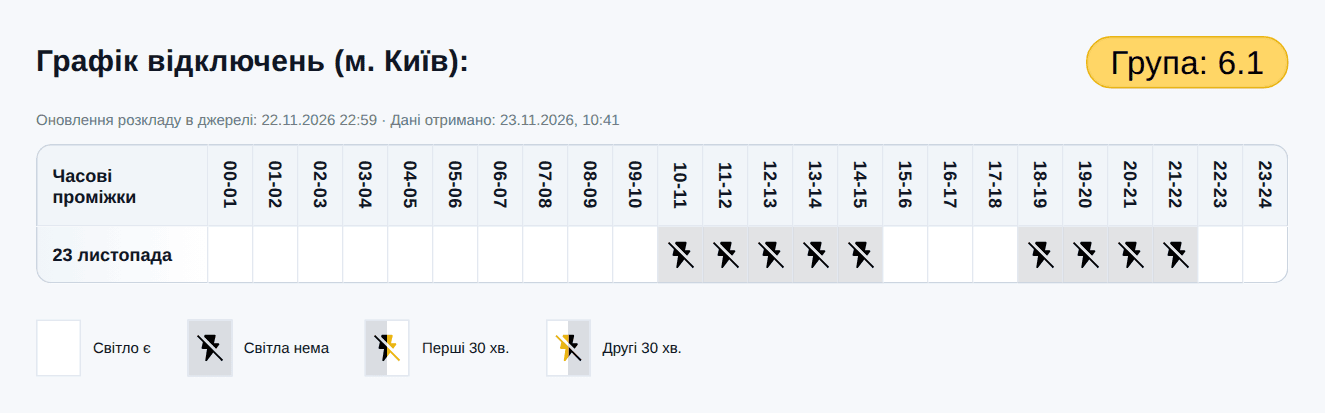 Графік відключень (м. Київ):
Група: 6.1
Оновлення розкладу в джерелі: 22.11.2026 22:59 · Дані отримано: 23.11.2026, 10:41
Часові
проміжки
00-01
01-02
02-03
03-04
04-05
05-06
06-07
07-08
08-09
09-10
10-11
11-12
12-13
13-14
14-15
15-16
16-17
17-18
18-19
19-20
20-21
21-22
22-23
23-24
23 листопада
Світло є
Світла нема
Перші 30 хв.
Другі 30 хв.